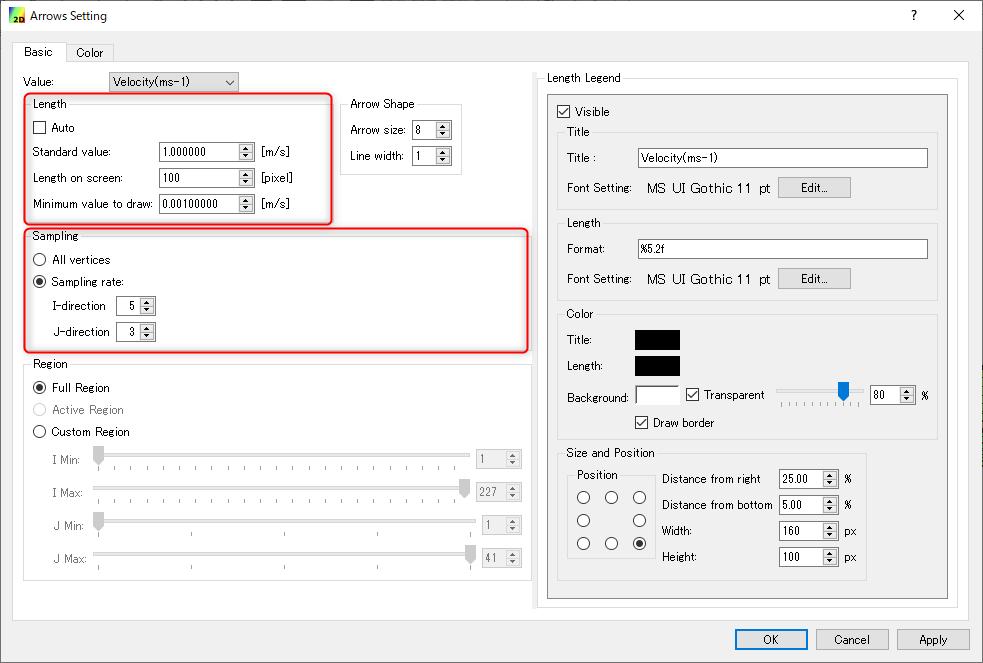 2D Arrows Setting ?
Basic Color
Value: Velocity(ms-1)
Length
Auto
Standard value: 1.000000 [m/s]
Length on screen: 100 [pixel]
Minimum value to draw: 0.00100000 [m/s]
Arrow Shape
Arrow size: 8
Line width: 1
Sampling
All vertices
Sampling rate:
I-direction 5
J-direction 3
Region
Full Region
Active Region
Custom Region
I Min: 1
I Max: 227
J Min: 1
J Max: 41
Length Legend
Visible
Title
Title : Velocity(ms-1)
Font Setting: MS UI Gothic 11 pt Edit...
Length
Format: %5.2f
Font Setting: MS UI Gothic 11 pt Edit...
Color
Title:
Length:
Background: Transparent 80 %
Draw border
Size and Position
Position
Distance from right 25.00 %
Distance from bottom 5.00 %
Width: 160 px
Height: 100 px
OK Cancel Apply